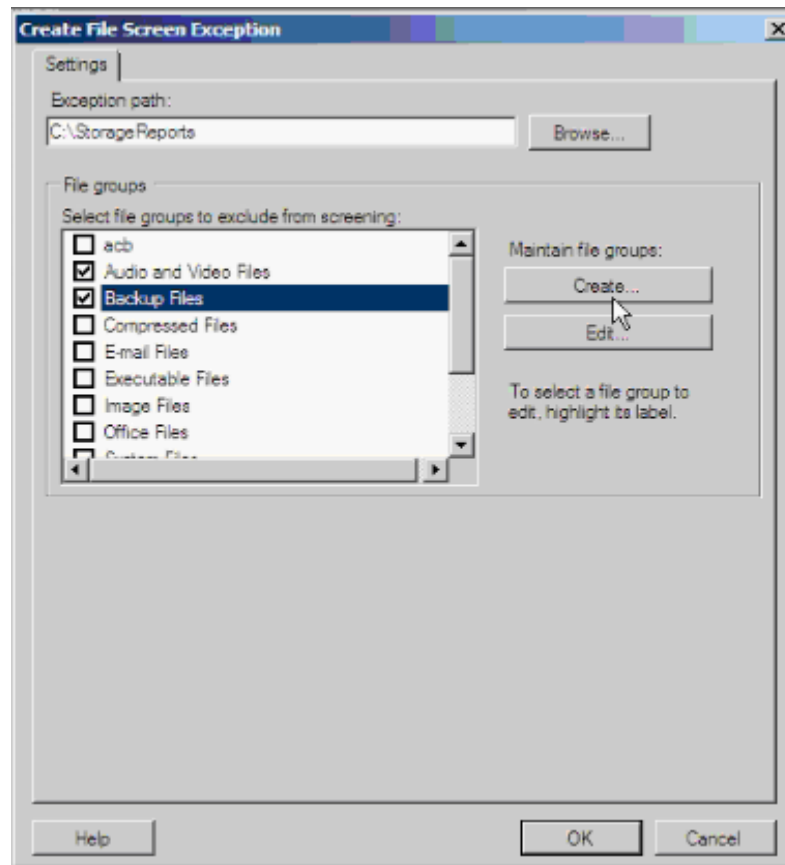 Create File Screen Exception
Settings
Exception path:
C:\StorageReports
Browse...
File groups
Select file groups to exclude from screening:
acb
Audio and Video Files
Backup Files
Compressed Files
E-mail Files
Executable Files
Image Files
Office Files
System Files
Maintain file groups:
Create...
Edit...
To select a file group to
edit, highlight its label.
Help
OK
Cancel